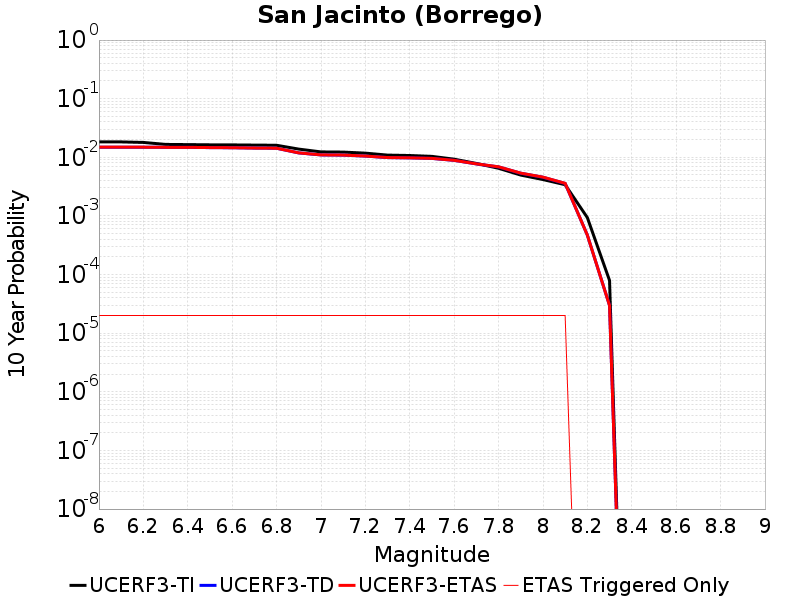 San Jacinto (Borrego)
10 Year Probability
10^0
10^-1
10^-2
10^-3
10^-4
10^-5
10^-6
10^-7
10^-8
6 6.2 6.4 6.6 6.8 7 7.2 7.4 7.6 7.8 8 8.2 8.4 8.6 8.8 9
Magnitude
UCERF3-TI UCERF3-TD UCERF3-ETAS ETAS Triggered Only